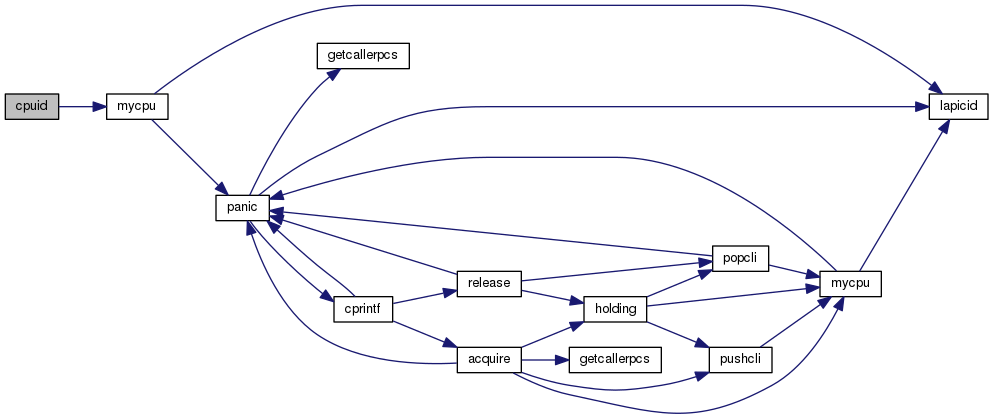 cpuid
mycpu
getcallerpcs
lapicid
panic
cprintf
release
acquire
holding
getcallerpcs
popcli
pushcli
mycpu